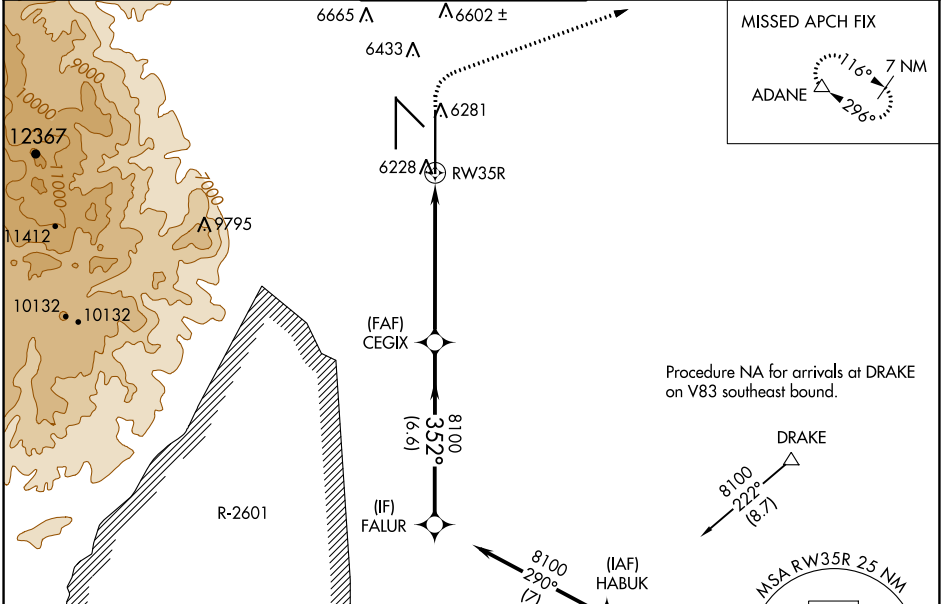 6665
6602 ±
6433
MISSED APCH FIX
116°
7 NM
ADANE
296°
9000
10000
6281
12367
6228
RW35R
11000
7000
9795
11412
10132
10132
(FAF)
CEGIX
Procedure NA for arrivals at DRAKE
on V83 southeast bound.
8100
352°
(6.6)
DRAKE
8100
222°
(8.7)
R-2601
(IF)
FALUR
8100
290°
(7)
(IAF)
HABUK
MSA RW35R 25 NM